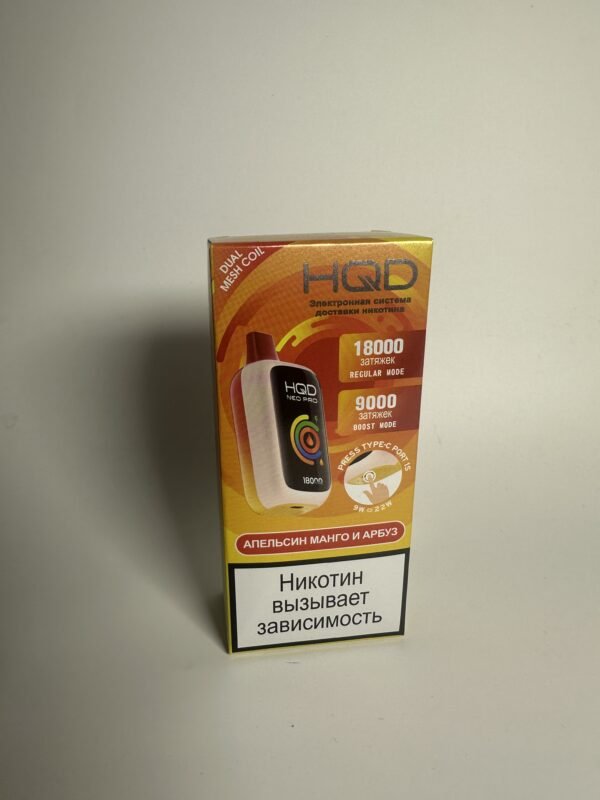 DUAL
MESH COIL
HQD
Электронная система
доставки никотина
18000
затяжек
REGULAR MODE
9000
затяжек
BOOST MODE
HQD
NEO PRO
18000
PRESS TYPE-C PORT 1S
9W⇔22W
АПЕЛЬСИН МАНГО И АРБУЗ
Никотин
вызывает
зависимость